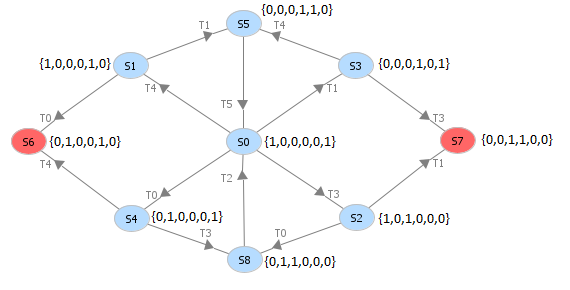 S5 {0,0,0,1,1,0}
T1 T4
{1,0,0,0,1,0} S1 S3 {0,0,0,1,0,1}
T4 T1
T0 T5 T3
S6 {0,1,0,0,1,0} S0 {1,0,0,0,0,1} S7 {0,0,1,1,0,0}
T4 T2 T1
T0 T3
S4 {0,1,0,0,0,1} S2 {1,0,1,0,0,0}
T3 T0
S8 {0,1,1,0,0,0}